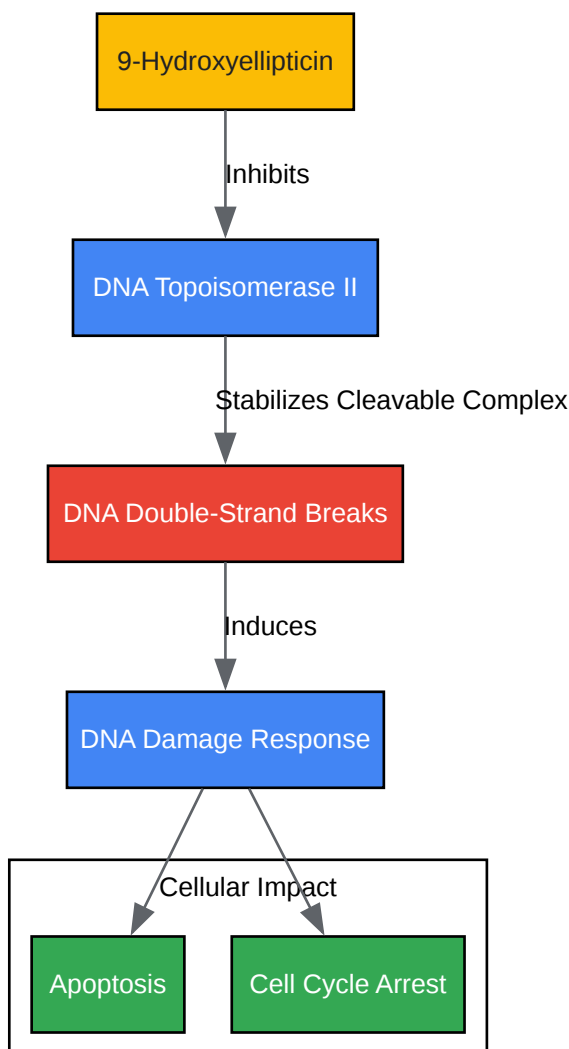 9-Hydroxyellipticin
Inhibits
DNA Topoisomerase II
Stabilizes Cleavable Complex
DNA Double-Strand Breaks
Induces
DNA Damage Response
Cellular Impact
Apoptosis
Cell Cycle Arrest